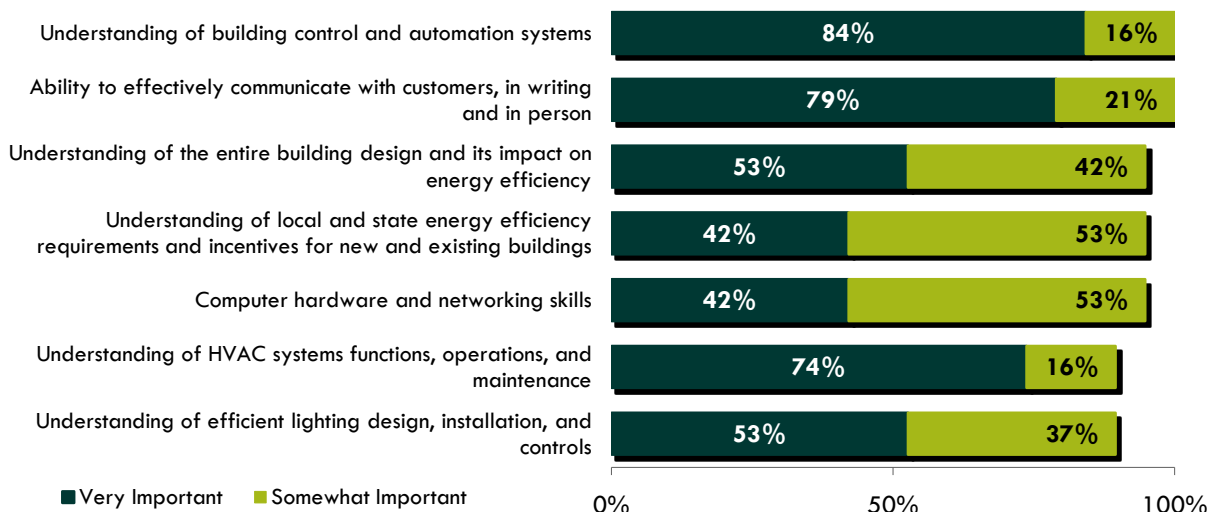 Understanding of building control and automation systems
84%
16%
Ability to effectively communicate with customers, in writing
and in person
79%
21%
Understanding of the entire building design and its impact on
energy efficiency
53%
42%
Understanding of local and state energy efficiency
requirements and incentives for new and existing buildings
42%
53%
Computer hardware and networking skills
42%
53%
Understanding of HVAC systems functions, operations, and
maintenance
74%
16%
Understanding of efficient lighting design, installation, and
controls
53%
37%
Very Important
Somewhat Important
0%
50%
100%